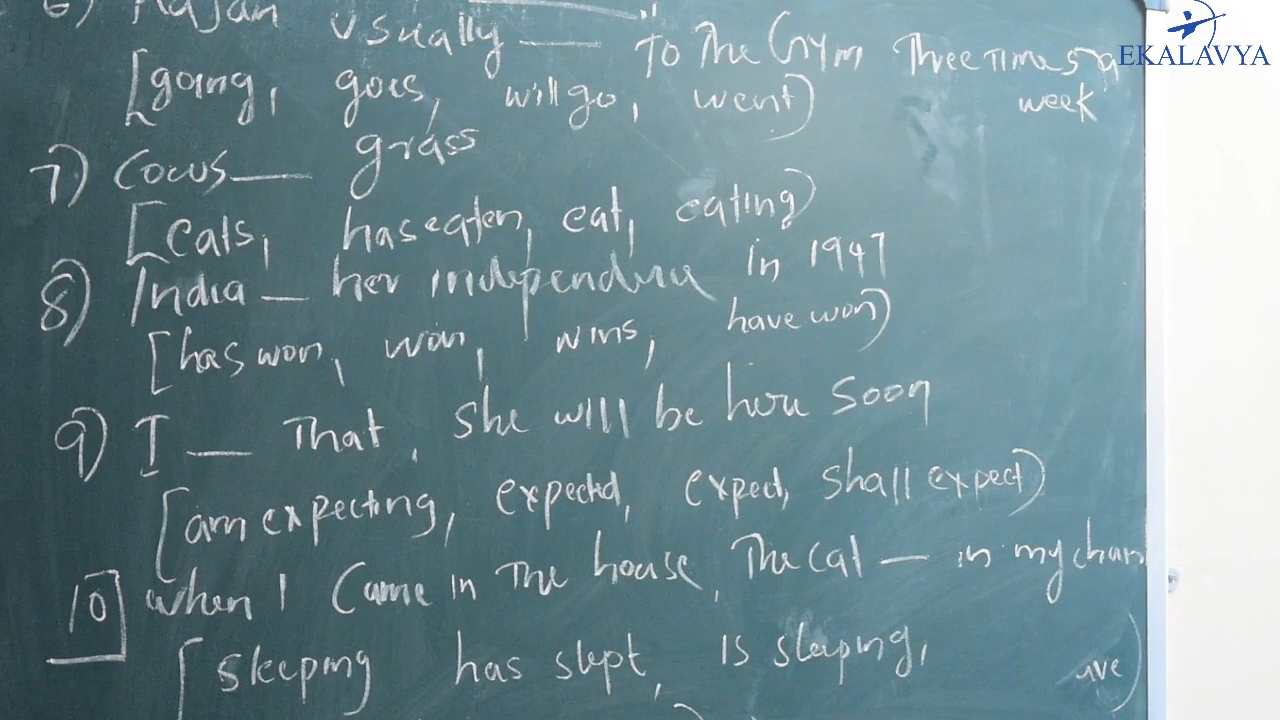 6) Rajan usually — to The Gym Three Times a
EKALAVYA
[going, goes, will go, went) week
7) Cows — grass
[eats, has eaten, eat, eating)
8) India — her independence in 1947
[has won, won, wins, have won)
9) I — That, she will be here soon
[am expecting, expected, expect, shall expect)
10 when I Came in The house, The cat — in my
[sleeping has slept, is sleeping,